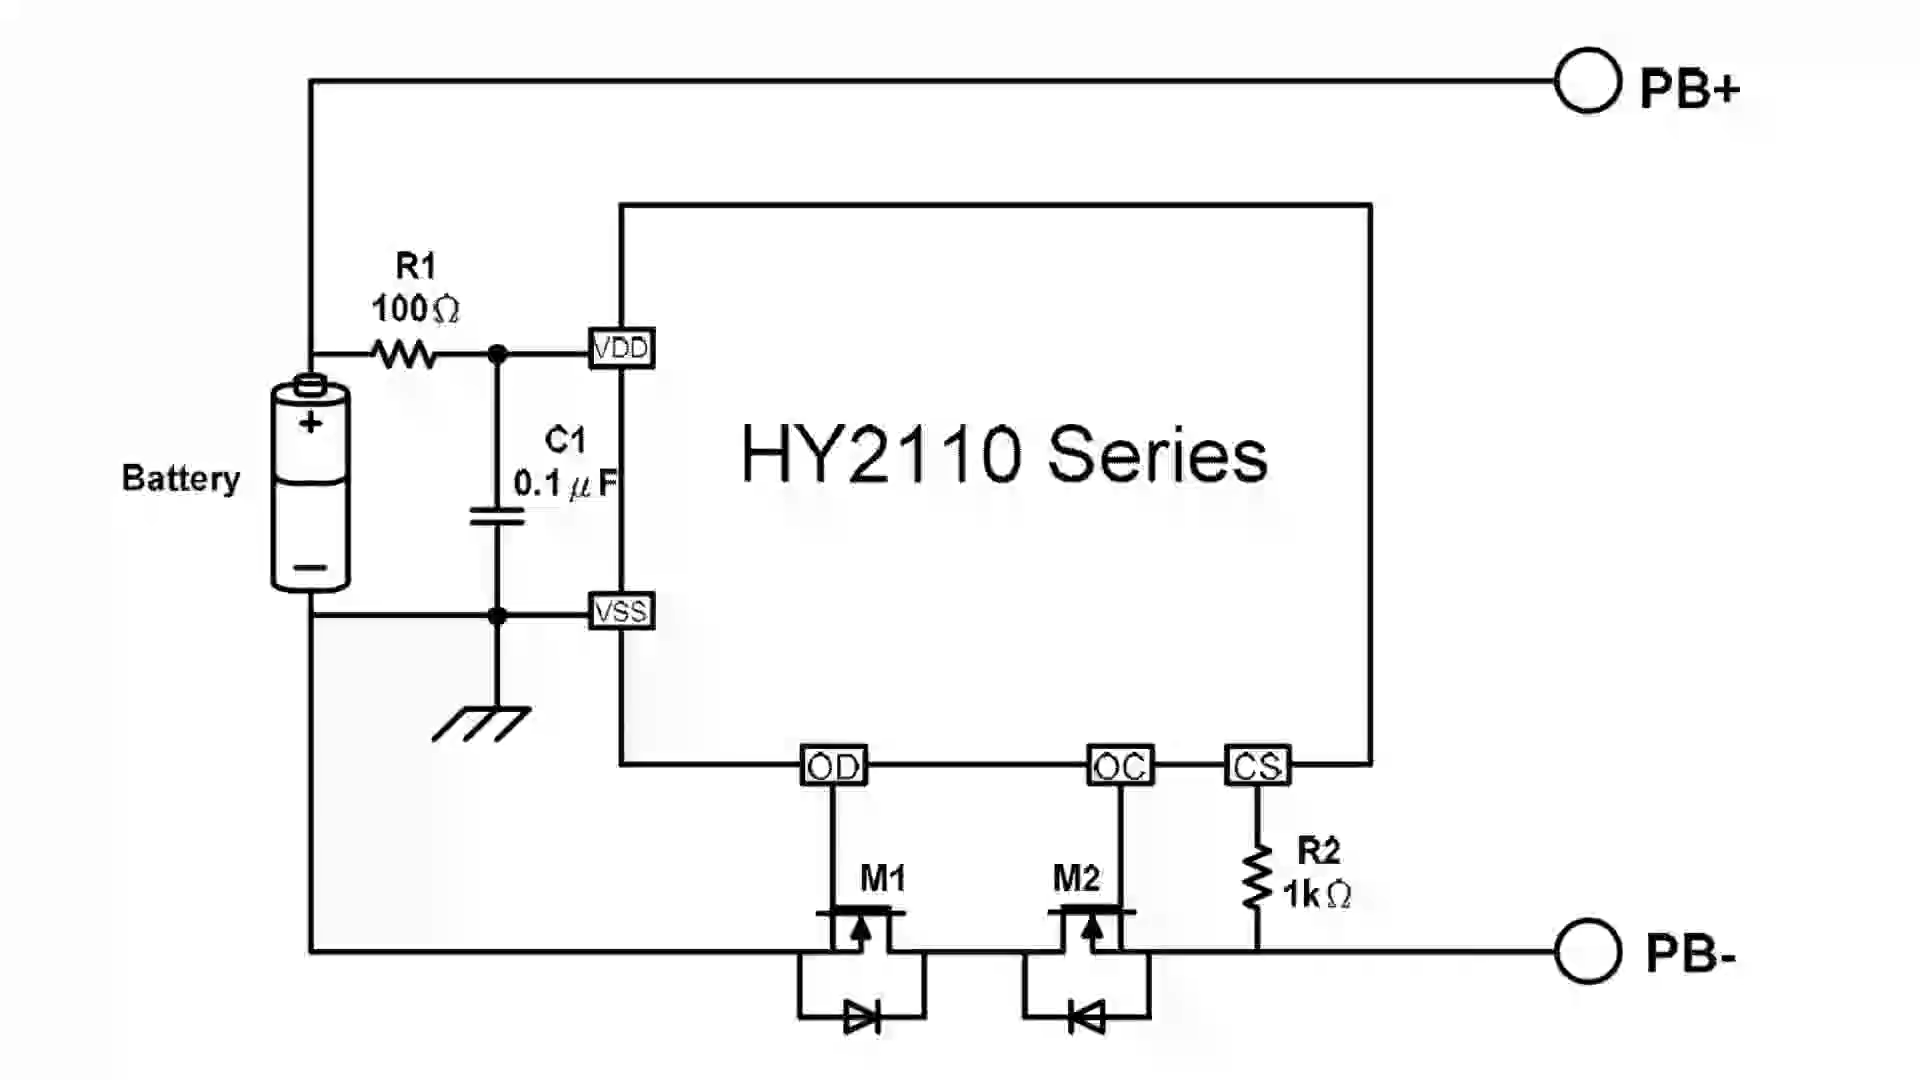 PB+
R1
100Ω
VDD
+
C1
0.1μF
HY2110 Series
Battery
−
VSS
OD
OC
CS
M1
M2
R2
1kΩ
PB-